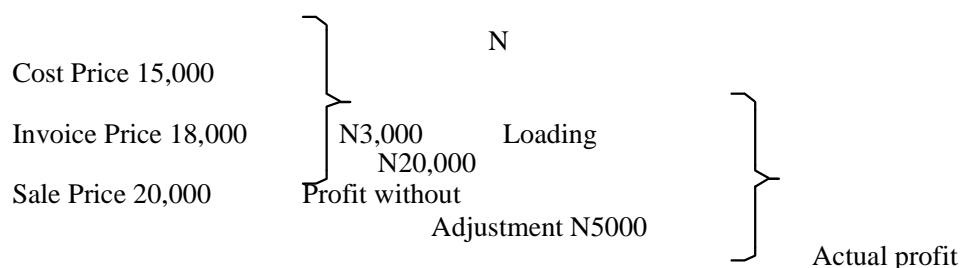 N
Cost Price 15,000
Invoice Price 18,000 N3,000 Loading
N20,000
Sale Price 20,000 Profit without
Adjustment N5000
Actual profit